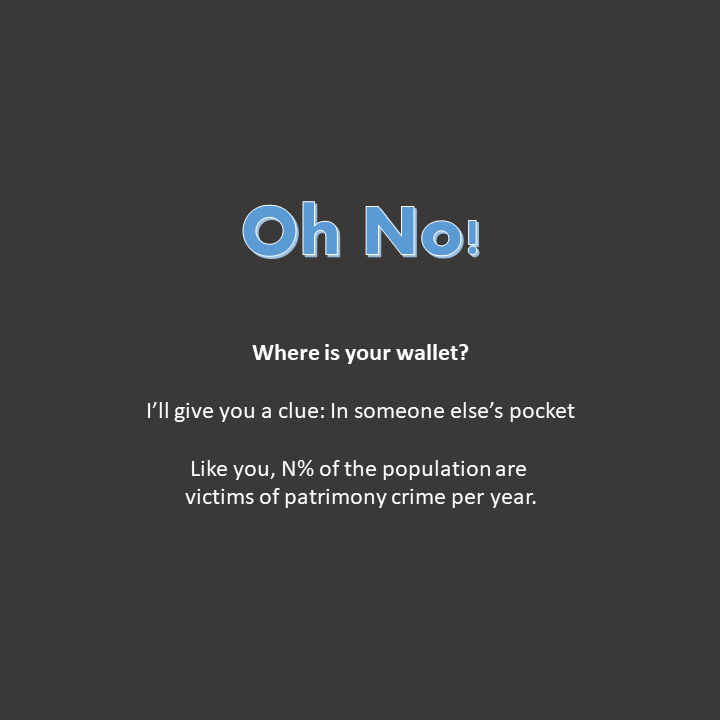 Oh No!
Where is your wallet?
I’ll give you a clue: In someone else’s pocket
Like you, N% of the population are
victims of patrimony crime per year.